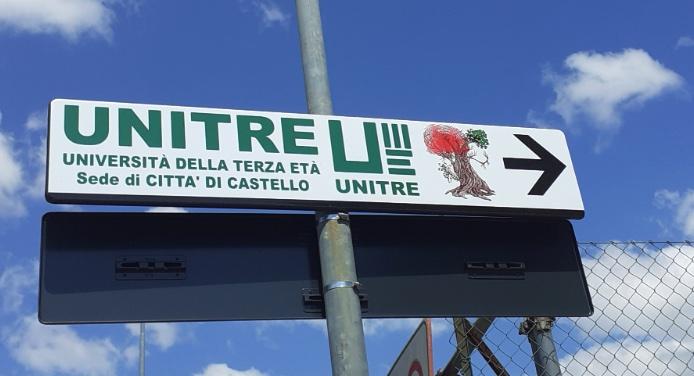 UNITRE
UNIVERSITÀ DELLA TERZA ETÀ
Sede di CITTA' DI CASTELLO
UNITRE